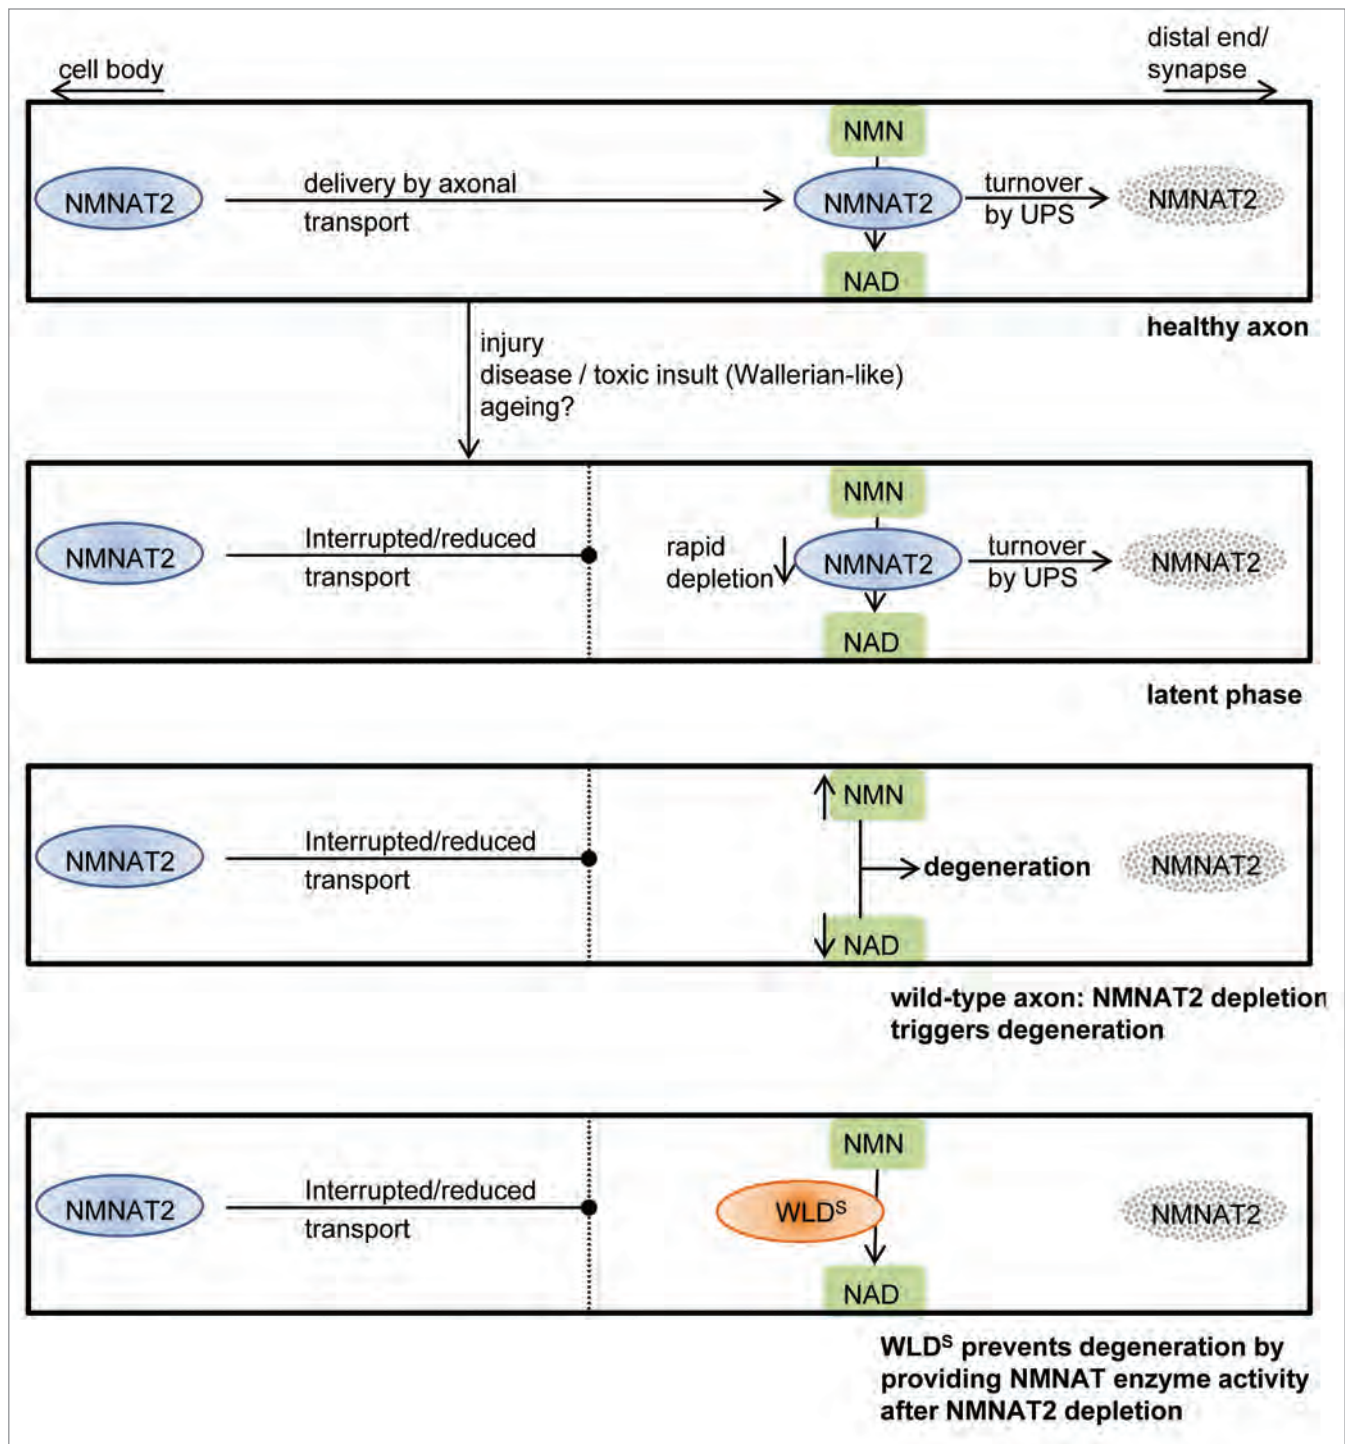 cell body
distal end/
synapse
NMNAT2
delivery by axonal
transport
NMN
NMNAT2
NAD
turnover
by UPS
NMNAT2
healthy axon
injury
disease / toxic insult (Wallerian-like)
ageing?
NMNAT2
Interrupted/reduced
transport
rapid
depletion
NMN
NMNAT2
NAD
turnover
by UPS
NMNAT2
latent phase
NMNAT2
Interrupted/reduced
transport
NMN
degeneration
NAD
NMNAT2
wild-type axon: NMNAT2 depletion
triggers degeneration
NMNAT2
Interrupted/reduced
transport
NMN
WLDˢ
NAD
NMNAT2
WLDˢ prevents degeneration by
providing NMNAT enzyme activity
after NMNAT2 depletion